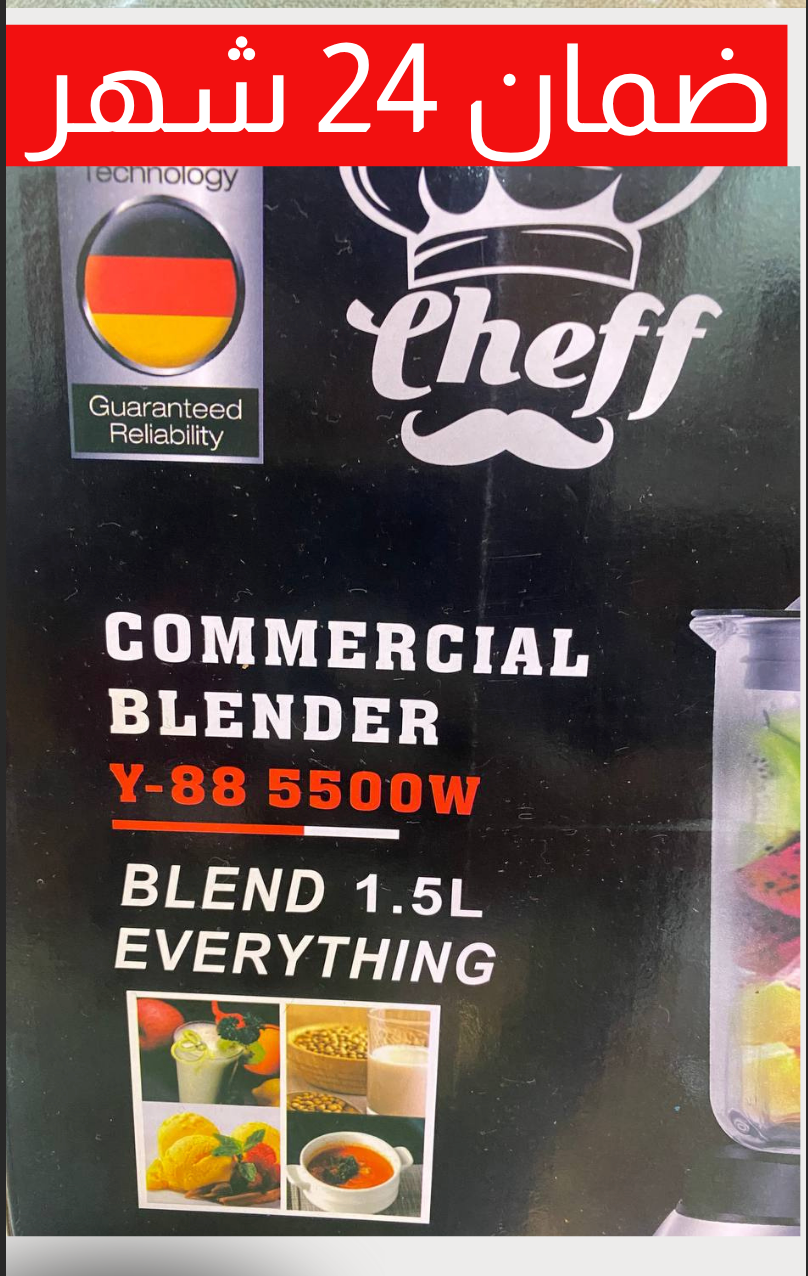 ضمان 24 شهر
Technology
Guaranteed
Reliability
Cheff
COMMERCIAL
BLENDER
Y-88 5500W
BLEND 1.5L
EVERYTHING